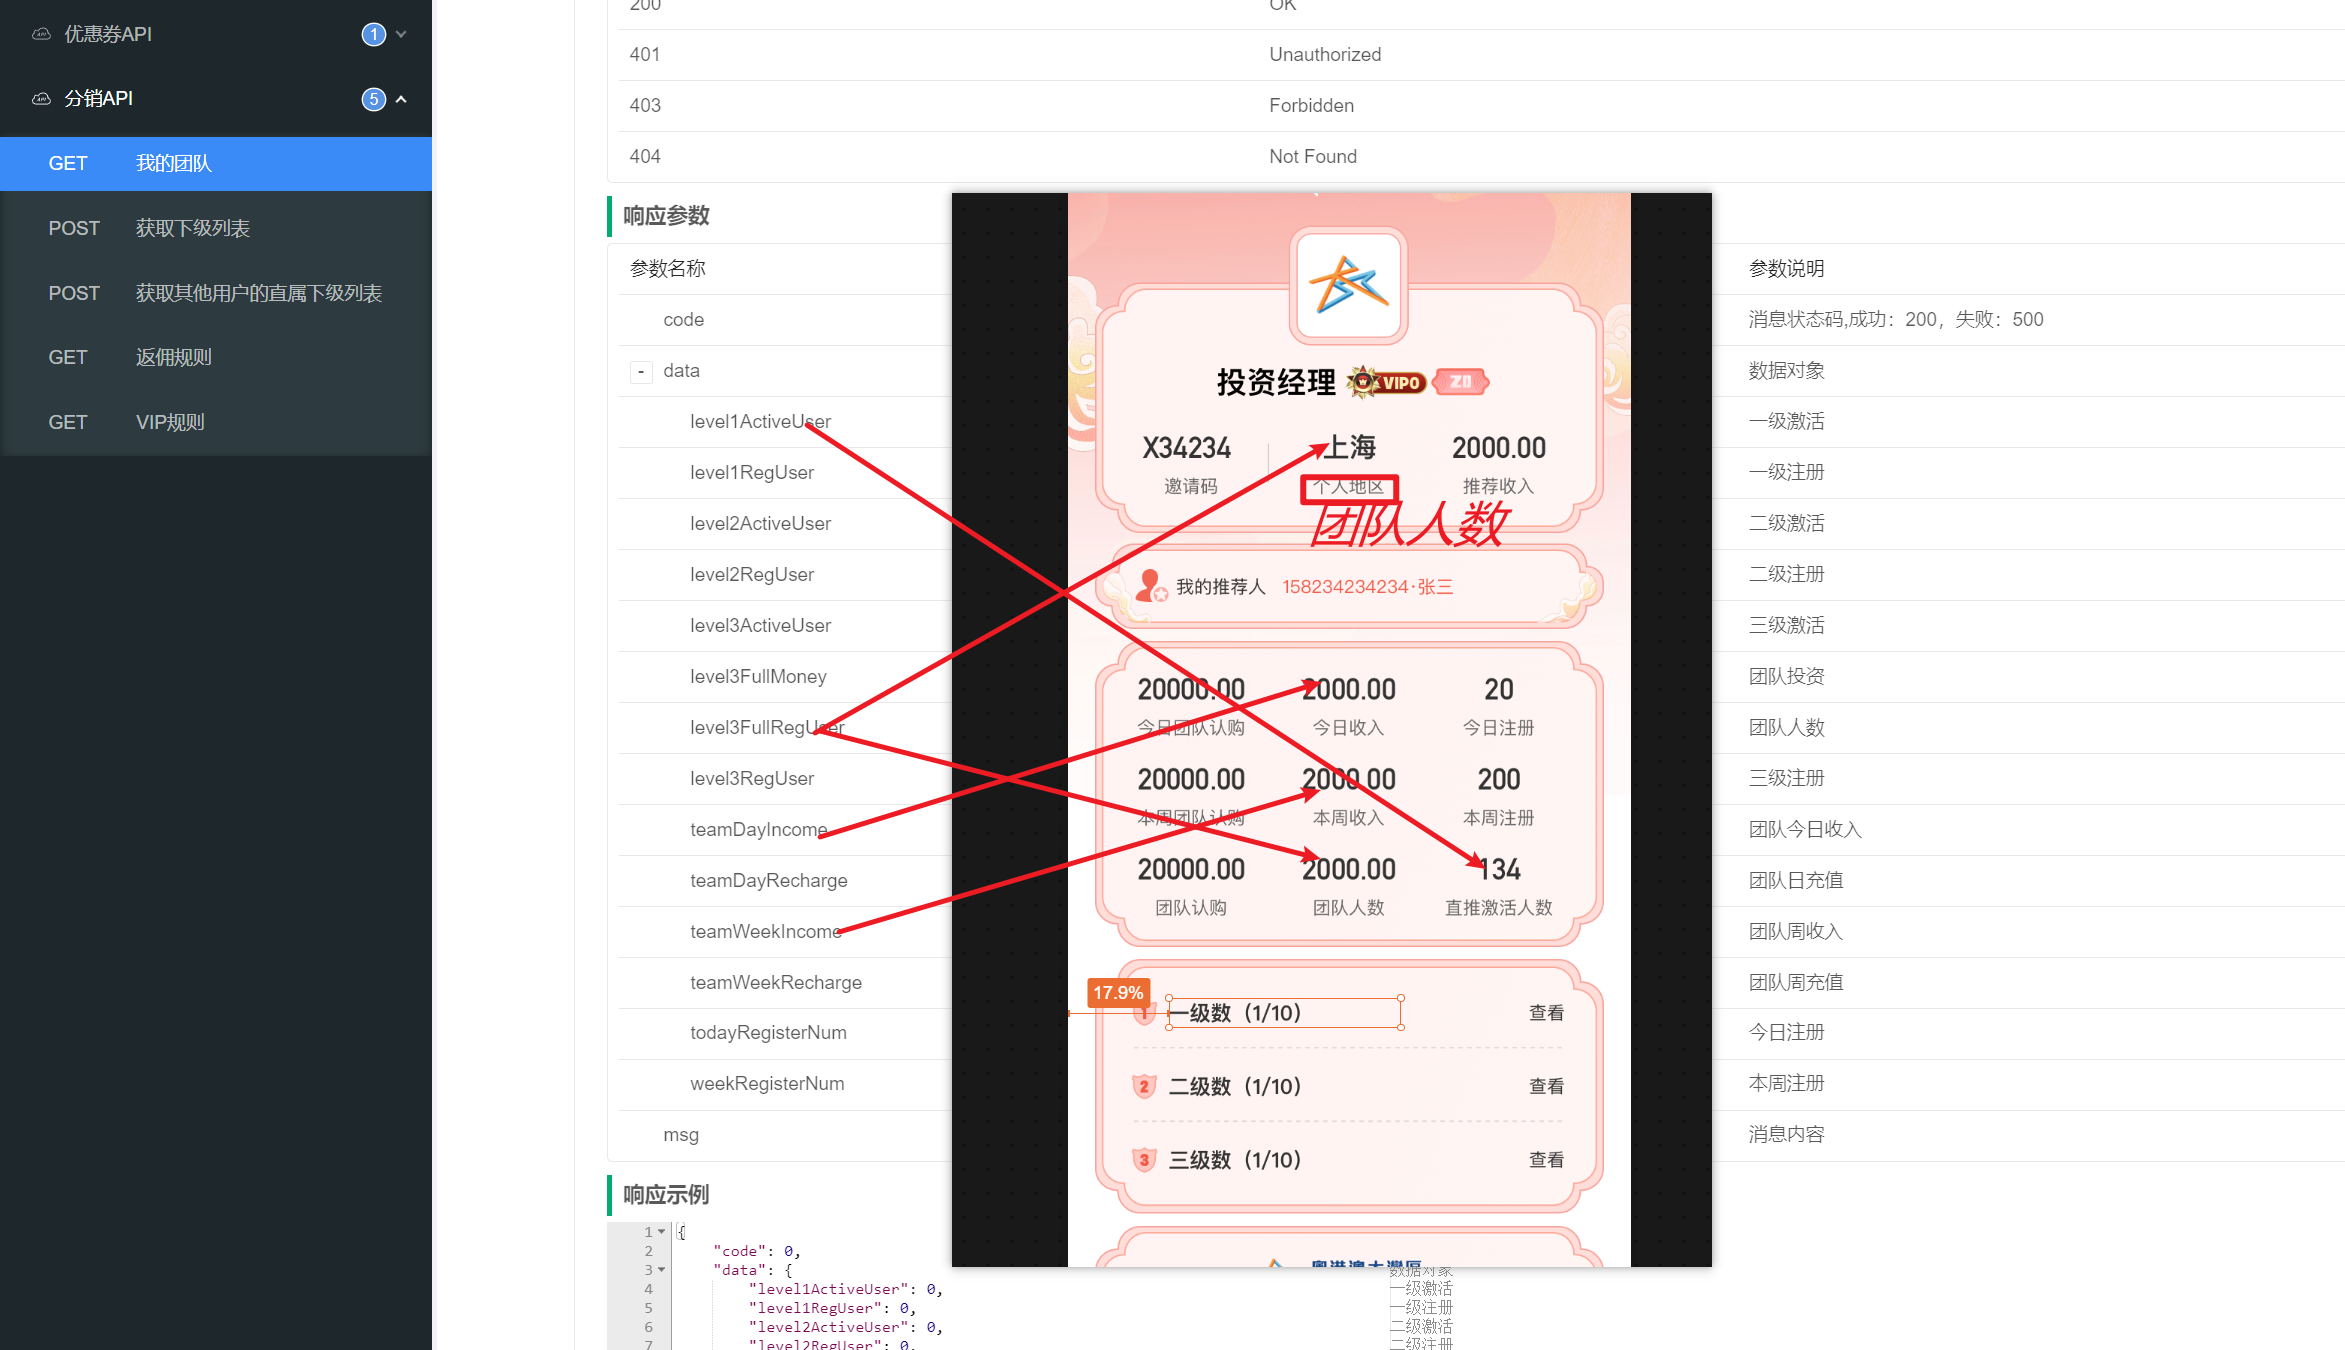 优惠券API 1
分销API 5
GET 我的团队
POST 获取下级列表
POST 获取其他用户的直属下级列表
GET 返佣规则
GET VIP规则
200 OK
401 Unauthorized
403 Forbidden
404 Not Found
响应参数
参数名称 参数说明
code 消息状态码,成功：200，失败：500
- data 数据对象
level1ActiveUser 一级激活
level1RegUser 一级注册
level2ActiveUser 二级激活
level2RegUser 二级注册
level3ActiveUser 三级激活
level3FullMoney 团队投资
level3FullRegUser 团队人数
level3RegUser 三级注册
teamDayIncome 团队今日收入
teamDayRecharge 团队日充值
teamWeekIncome 团队周收入
teamWeekRecharge 团队周充值
todayRegisterNum 今日注册
weekRegisterNum 本周注册
msg 消息内容
投资经理 VIP0 Z0
X34234 上海 2000.00
邀请码 个人地区 推荐收入
团队人数
我的推荐人 158234234234·张三
20000.00 2000.00 20
今日团队认购 今日收入 今日注册
20000.00 2000.00 200
本周团队认购 本周收入 本周注册
20000.00 2000.00 134
团队认购 团队人数 直推激活人数
17.9%
1 一级数（1/10） 查看
2 二级数（1/10） 查看
3 三级数（1/10） 查看
响应示例
1 {
2 "code": 0,
3 "data": { 数据对象
4 "level1ActiveUser": 0, 一级激活
5 "level1RegUser": 0, 一级注册
6 "level2ActiveUser": 0, 二级激活
7 "level2RegUser": 0, 二级注册